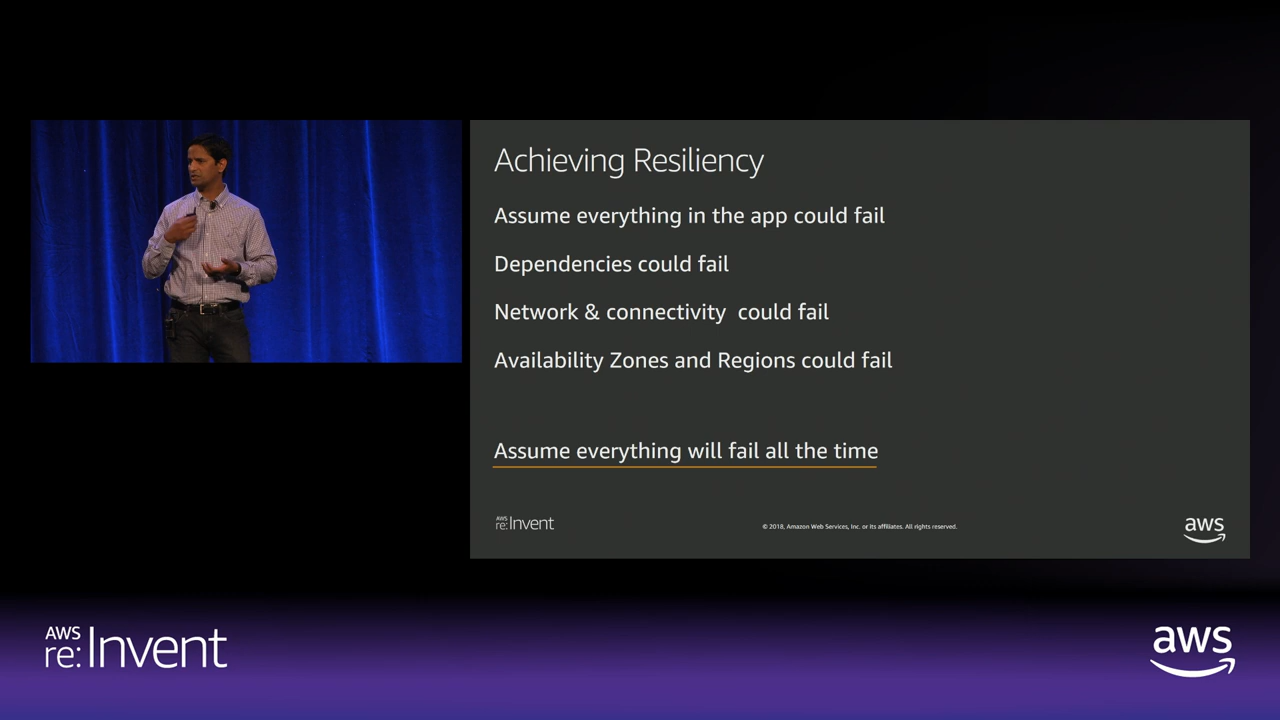 Achieving Resiliency
Assume everything in the app could fail
Dependencies could fail
Network & connectivity  could fail
Availability Zones and Regions could fail
Assume everything will fail all the time
AWS
re:Invent
© 2018, Amazon Web Services, Inc. or its affiliates. All rights reserved.
aws
AWS
re:Invent
aws